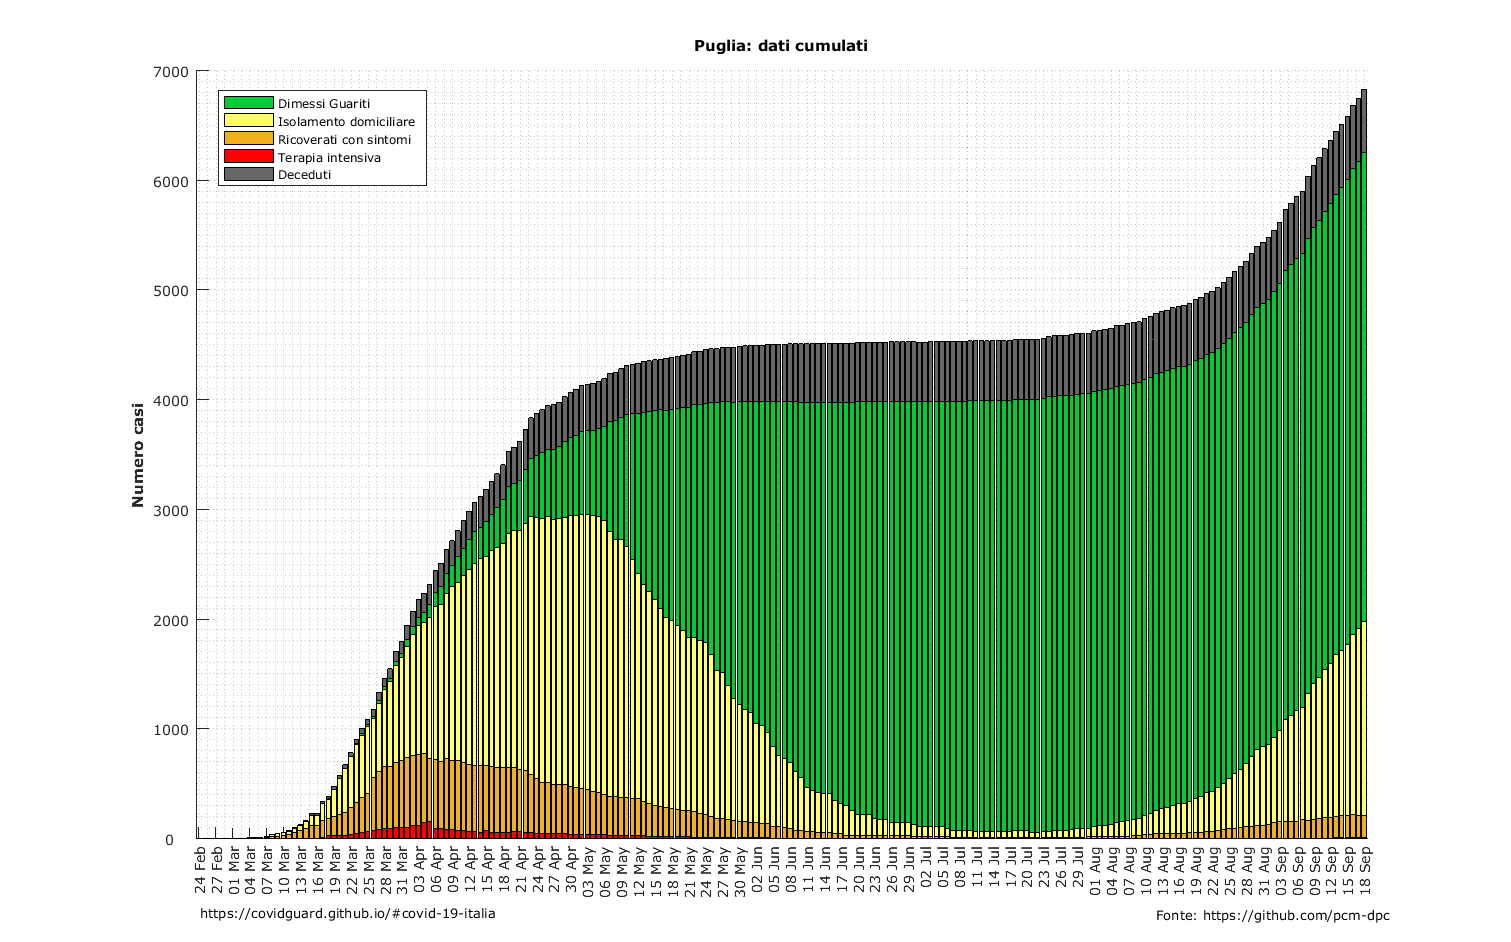 Puglia: dati cumulati
7000
6000
5000
4000
3000
2000
1000
0
Numero casi
Dimessi Guariti
Isolamento domiciliare
Ricoverati con sintomi
Terapia intensiva
Deceduti
24 Feb
27 Feb
01 Mar
04 Mar
07 Mar
10 Mar
13 Mar
16 Mar
19 Mar
22 Mar
25 Mar
28 Mar
31 Mar
03 Apr
06 Apr
09 Apr
12 Apr
15 Apr
18 Apr
21 Apr
24 Apr
27 Apr
30 Apr
03 May
06 May
09 May
12 May
15 May
18 May
21 May
24 May
27 May
30 May
02 Jun
05 Jun
08 Jun
11 Jun
14 Jun
17 Jun
20 Jun
23 Jun
26 Jun
29 Jun
02 Jul
05 Jul
08 Jul
11 Jul
14 Jul
17 Jul
20 Jul
23 Jul
26 Jul
29 Jul
01 Aug
04 Aug
07 Aug
10 Aug
13 Aug
16 Aug
19 Aug
22 Aug
25 Aug
28 Aug
31 Aug
03 Sep
06 Sep
09 Sep
12 Sep
15 Sep
18 Sep
https://covidguard.github.io/#covid-19-italia
Fonte: https://github.com/pcm-dpc